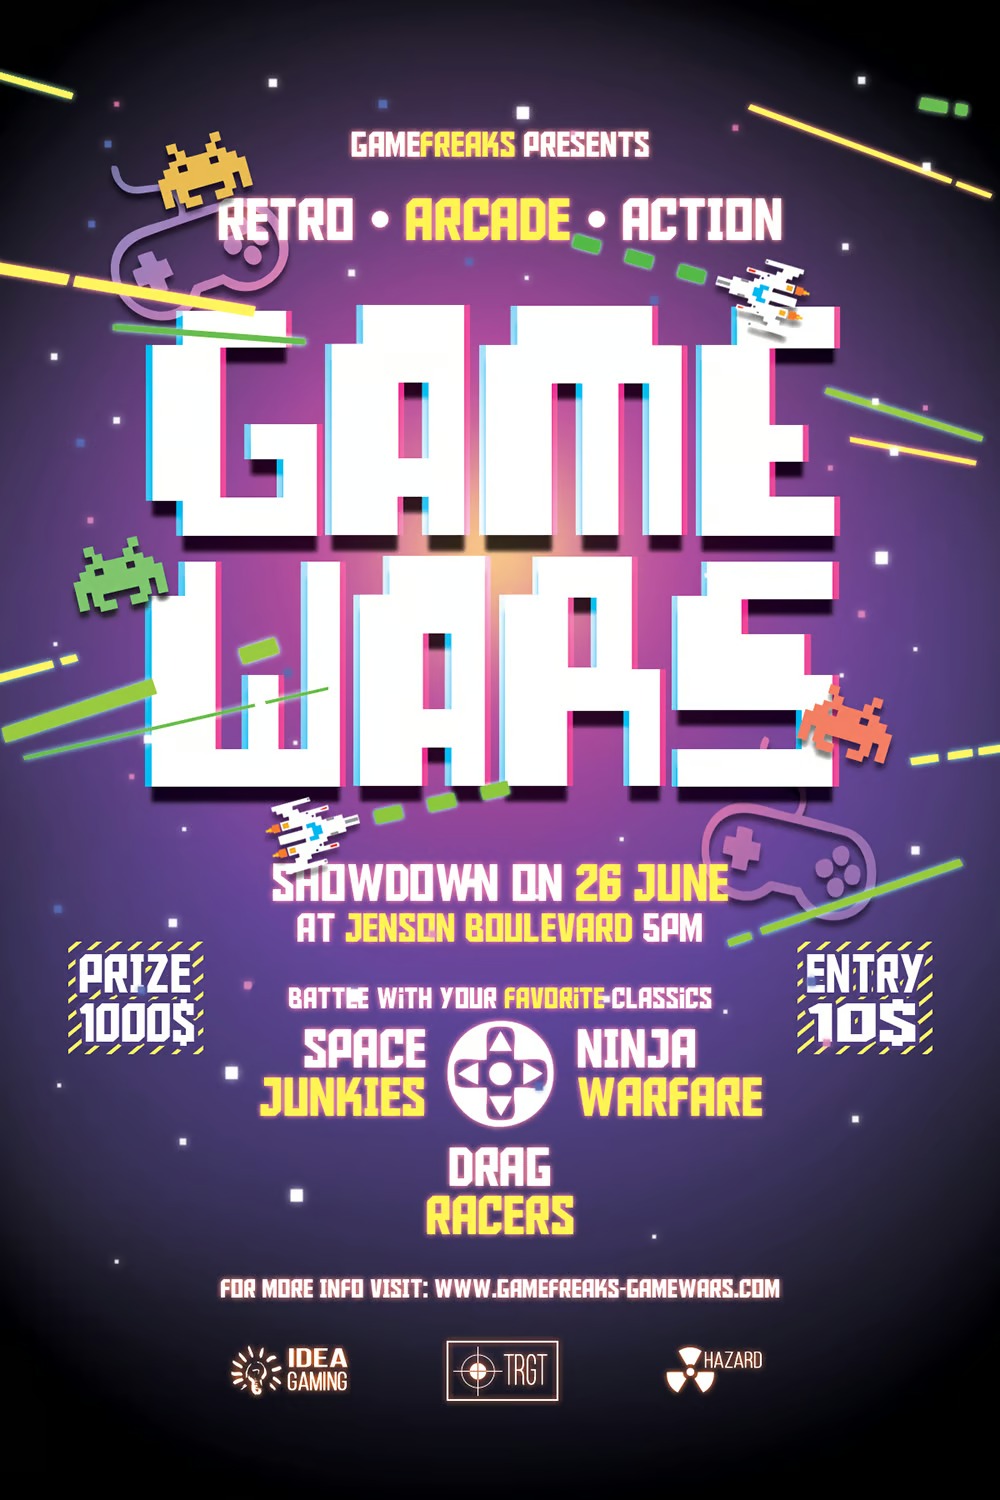 GAMEFREAKS PRESENTS
RETRO • ARCADE • ACTION
GAME
WARS
SHOWDOWN ON 26 JUNE
AT JENSON BOULEVARD 5PM
PRIZE
1000$
ENTRY
10$
BATTLE WITH YOUR FAVORITE-CLASSICS
SPACE
JUNKIES
NINJA
WARFARE
DRAG
RACERS
FOR MORE INFO VISIT: WWW.GAMEFREAKS-GAMEWARS.COM
IDEA
GAMING
TRGT
HAZARD